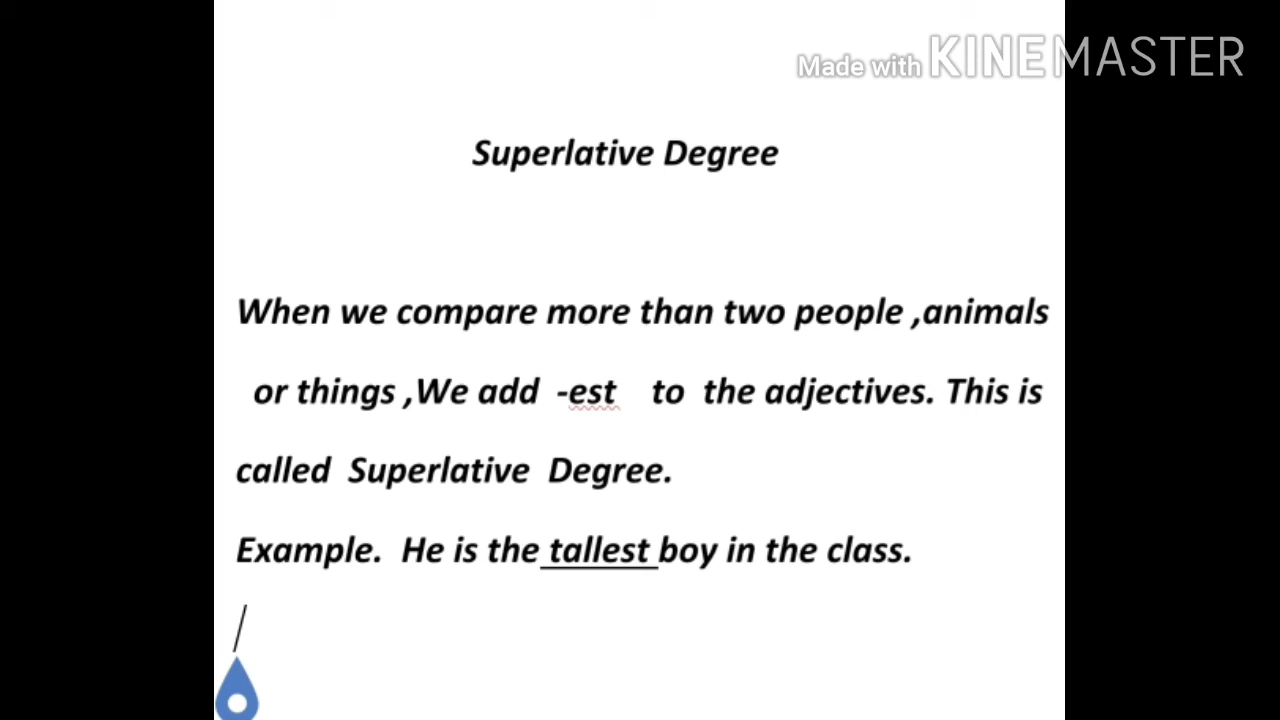 Made with KINEMASTER
Superlative Degree
When we compare more than two people ,animals
or things ,We add -est to the adjectives. This is
called Superlative Degree.
Example. He is the tallest boy in the class.